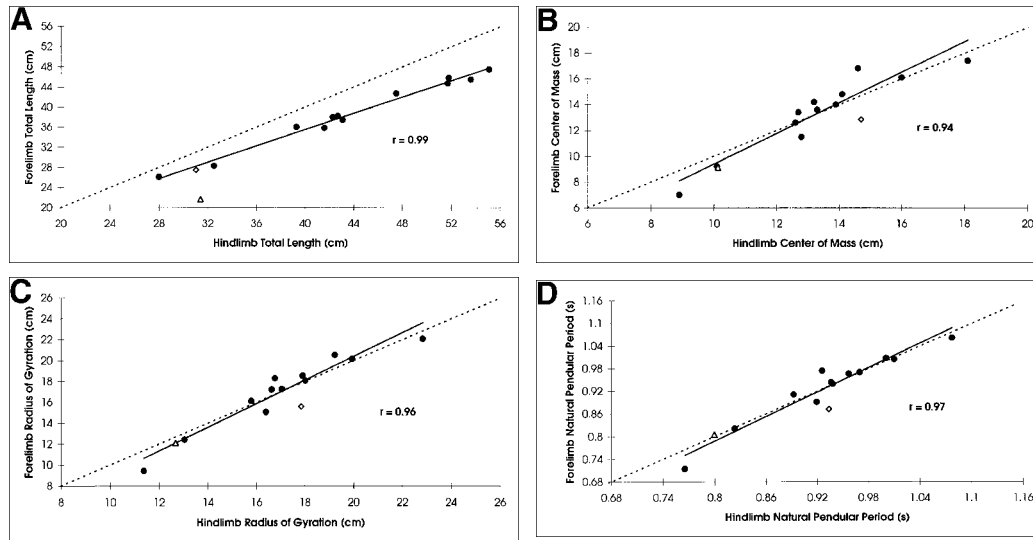 A
56
52
48
44
40
36
32
28
24
20
Forelimb Total Length (cm)
r = 0.99
20 24 28 32 36 40 44 48 52 56
Hindlimb Total Length (cm)
B
20
18
16
14
12
10
8
6
Forelimb Center of Mass (cm)
r = 0.94
6 8 10 12 14 16 18 20
Hindlimb Center of Mass (cm)
C
26
24
22
20
18
16
14
12
10
8
Forelimb Radius of Gyration (cm)
r = 0.96
8 10 12 14 16 18 20 22 24 26
Hindlimb Radius of Gyration (cm)
D
1.16
1.1
1.04
0.98
0.92
0.86
0.8
0.74
0.68
Forelimb Natural Pendular Period (s)
r = 0.97
0.68 0.74 0.8 0.86 0.92 0.98 1.04 1.1 1.16
Hindlimb Natural Pendular Period (s)